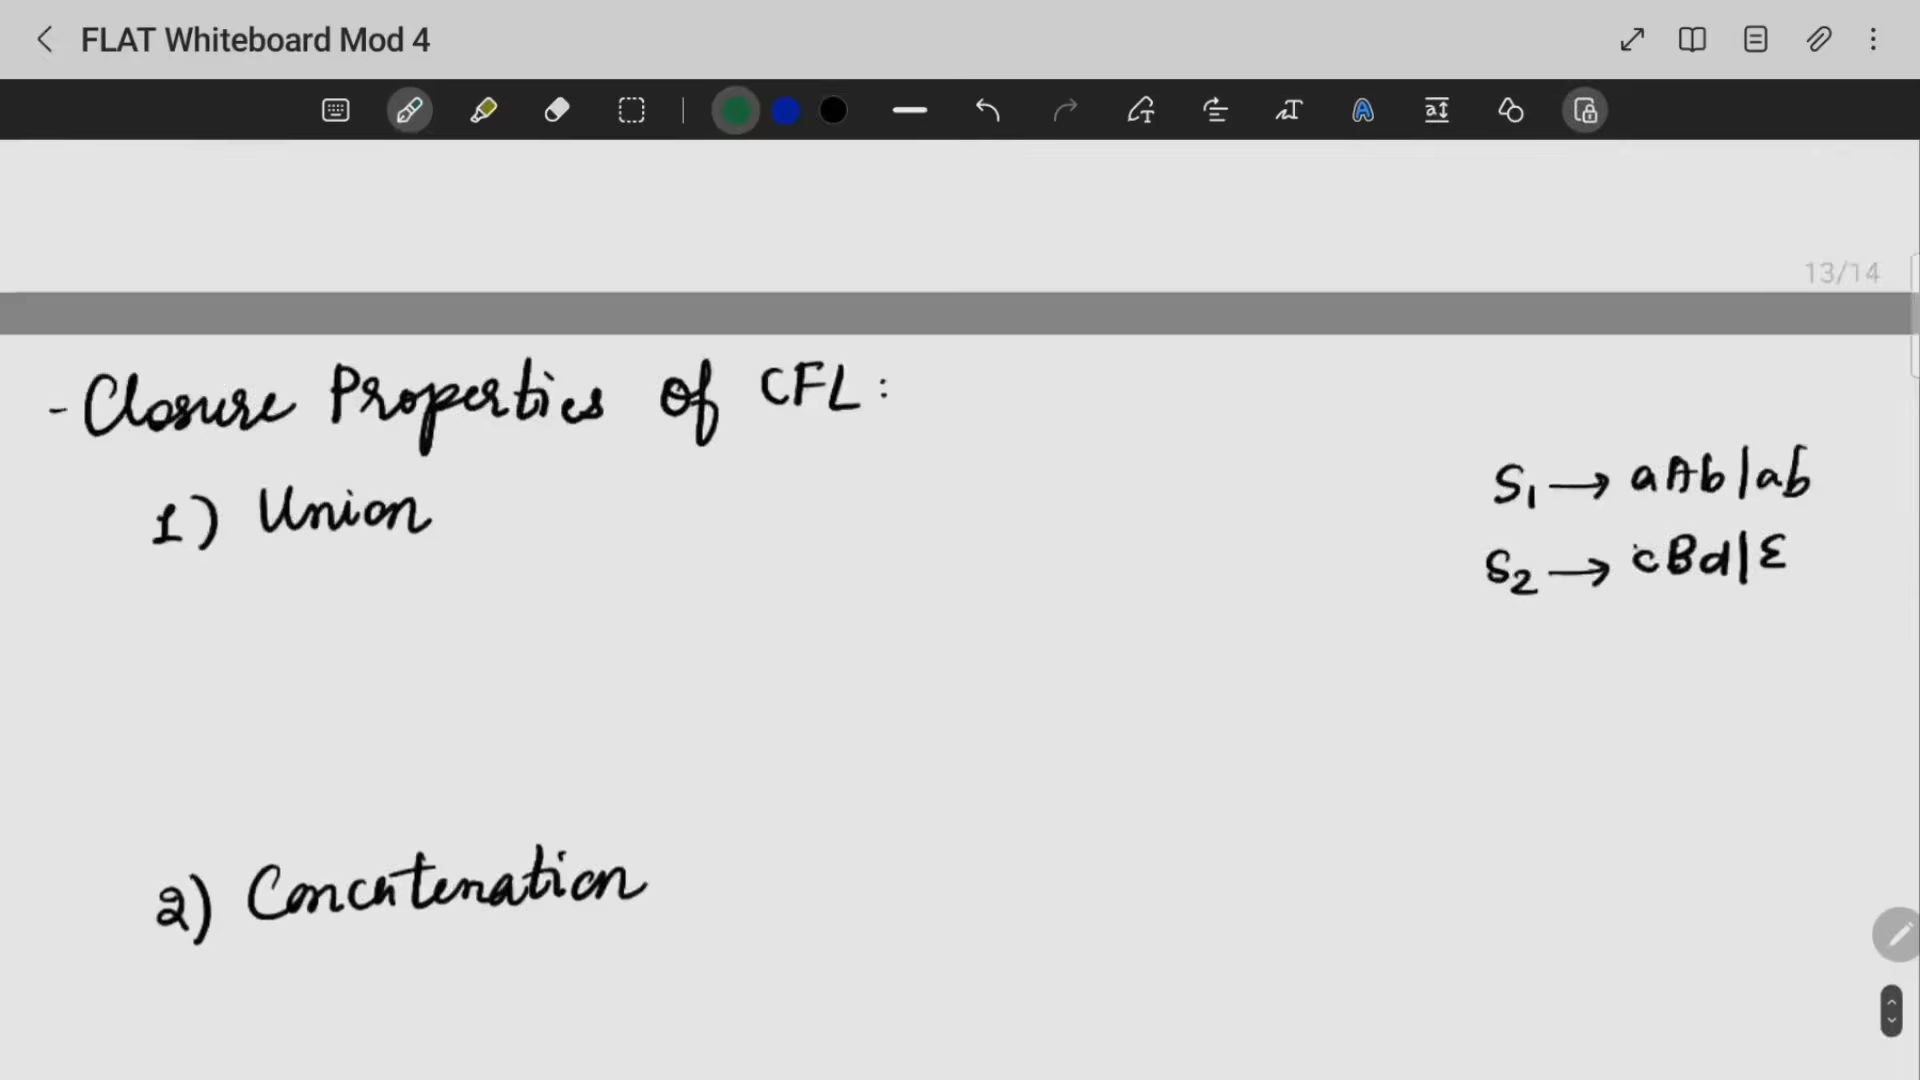 FLAT Whiteboard Mod 4
13/14
- Closure Properties of CFL:
1) Union
S₁ → aAb|ab
S₂ → cBd|ε
2) Concatenation